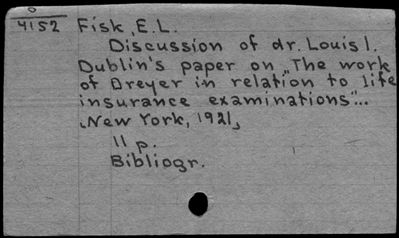 O
4152 Fisk, E.L.
Discussion of dr. Louis I.
Dublin's paper on "The work
of Dreyer in relation to life
insurance examinations"...
[New York, 1921]
11 p.
Bibliogr.